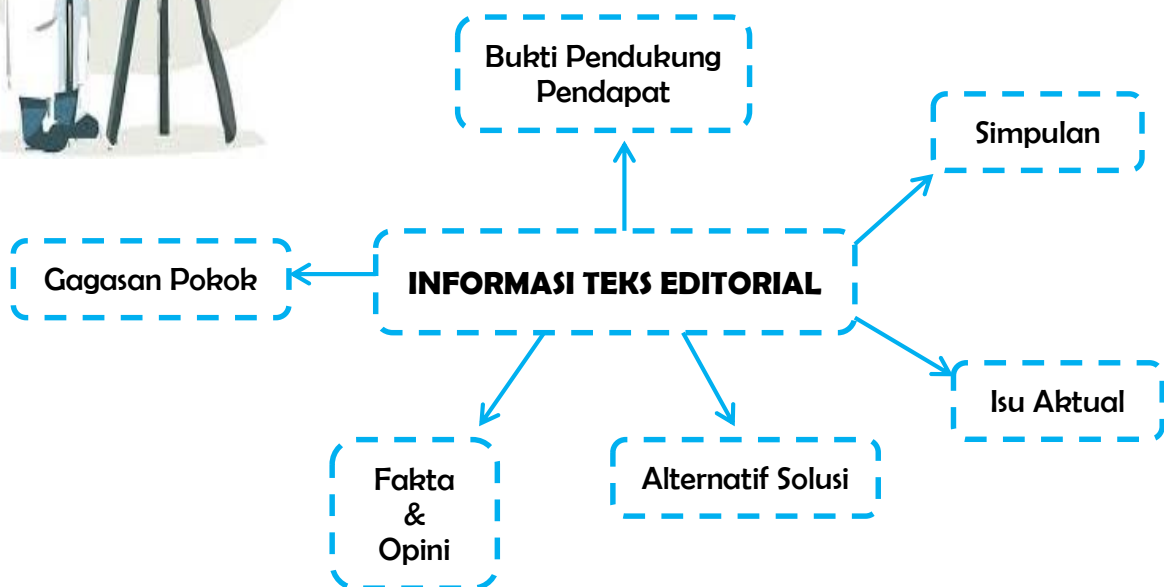 Bukti Pendukung
Pendapat
Simpulan
Gagasan Pokok
INFORMASI TEKS EDITORIAL
Isu Aktual
Fakta
&
Opini
Alternatif Solusi